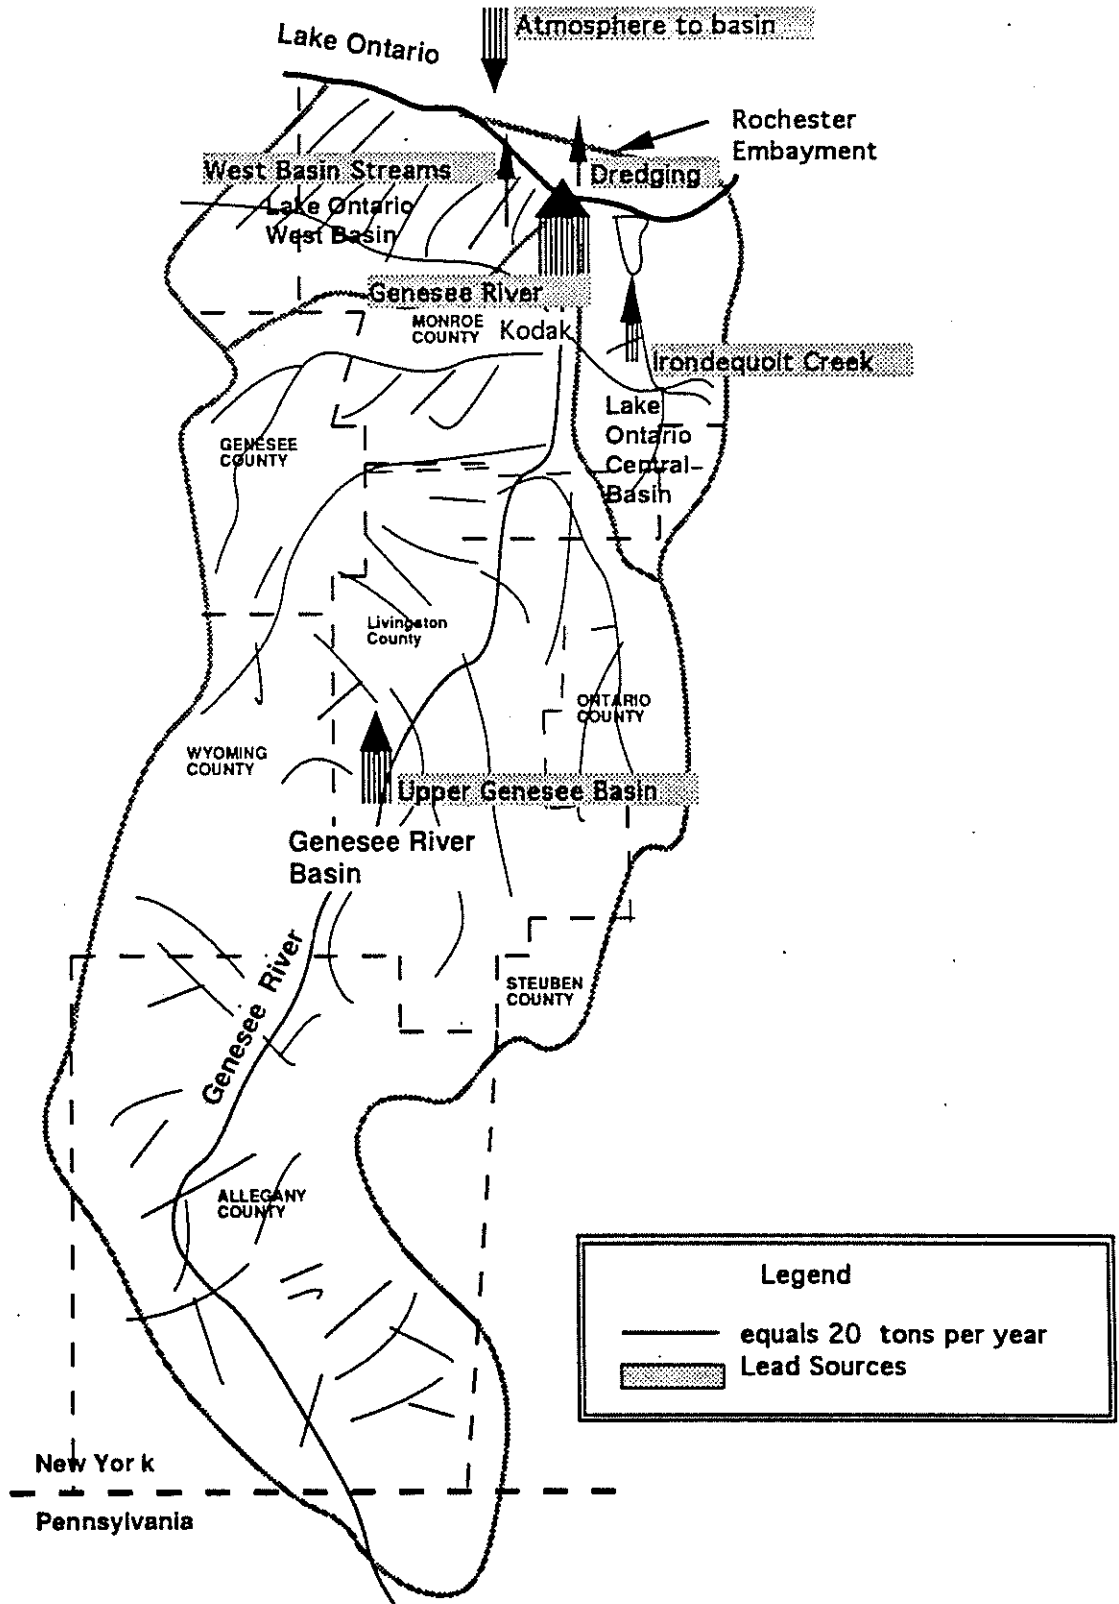 Atmosphere to basin
Lake Ontario
Rochester
Embayment
West Basin Streams
Dredging
Lake Ontario
West Basin
Genesee River
MONROE
COUNTY
Kodak
Irondequoit Creek
Lake
Ontario
Central
Basin
GENESEE
COUNTY
Livingston
County
ONTARIO
COUNTY
WYOMING
COUNTY
Upper Genesee Basin
Genesee River
Basin
Genesee River
STEUBEN
COUNTY
ALLEGANY
COUNTY
Legend
equals 20 tons per year
Lead Sources
New York
Pennsylvania